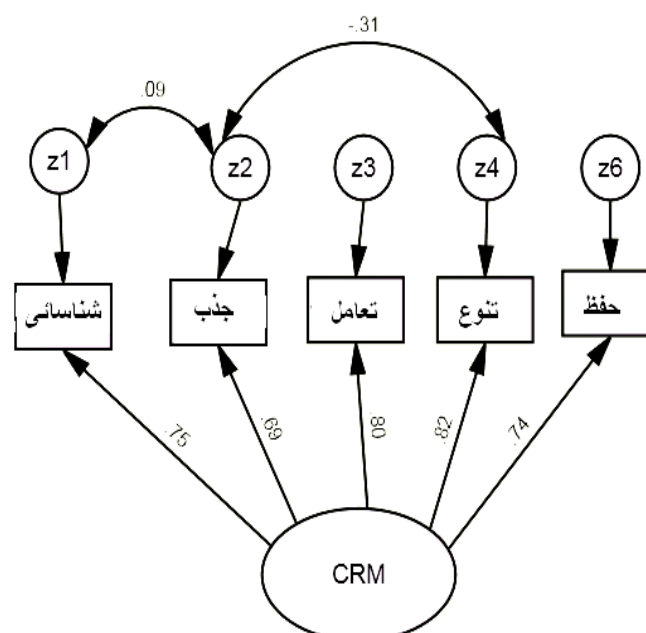 -.31
.09
z1
z2
z3
z4
z6
شناسائی
جذب
تعامل
تنوع
حفظ
.75
.69
.80
.82
.74
CRM